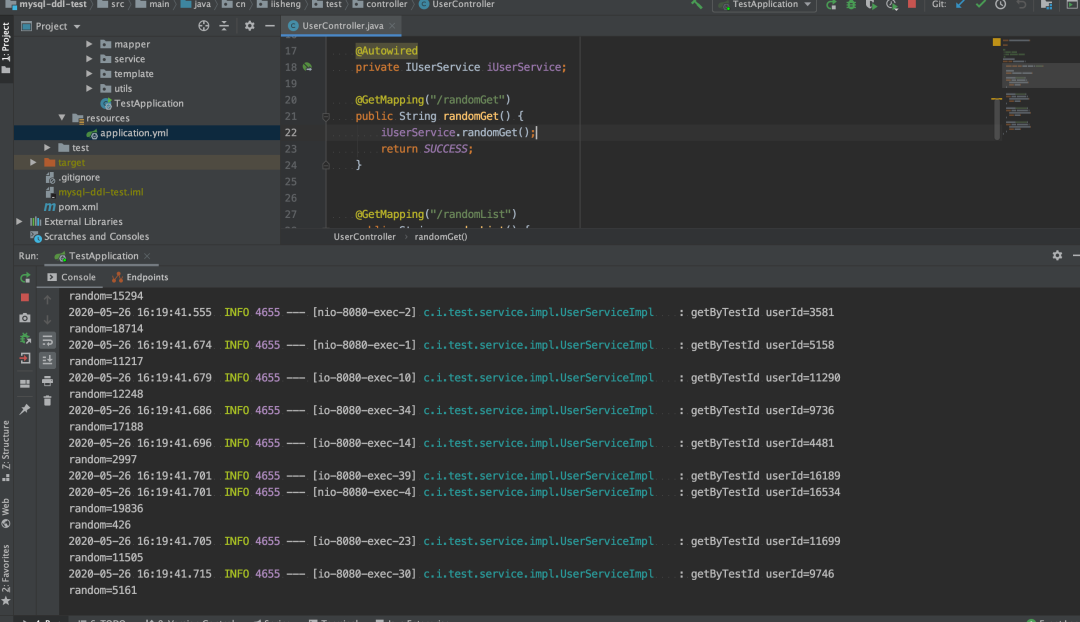 mysql-ddl-test src main java cn iisheng test controller UserController TestApplication Git:
1: Project
Project
UserController.java
mapper
service
template
utils
TestApplication
resources
application.yml
test
target
.gitignore
mysql-ddl-test.iml
pom.xml
External Libraries
Scratches and Consoles
17 @Autowired
18 private IUserService iUserService;
19
20 @GetMapping("/randomGet")
21 public String randomGet() {
22 iUserService.randomGet();
23 return SUCCESS;
24 }
25
26
27 @GetMapping("/randomList")
UserController › randomGet()
Run: TestApplication
Console Endpoints
random=15294
2020-05-26 16:19:41.555 INFO 4655 --- [nio-8080-exec-2] c.i.test.service.impl.UserServiceImpl : getByTestId userId=3581
random=18714
2020-05-26 16:19:41.674 INFO 4655 --- [nio-8080-exec-1] c.i.test.service.impl.UserServiceImpl : getByTestId userId=5158
random=11217
2020-05-26 16:19:41.679 INFO 4655 --- [io-8080-exec-10] c.i.test.service.impl.UserServiceImpl : getByTestId userId=11290
random=12248
2020-05-26 16:19:41.686 INFO 4655 --- [io-8080-exec-34] c.i.test.service.impl.UserServiceImpl : getByTestId userId=9736
random=17188
2020-05-26 16:19:41.696 INFO 4655 --- [io-8080-exec-14] c.i.test.service.impl.UserServiceImpl : getByTestId userId=4481
random=2997
2020-05-26 16:19:41.701 INFO 4655 --- [io-8080-exec-39] c.i.test.service.impl.UserServiceImpl : getByTestId userId=16189
2020-05-26 16:19:41.701 INFO 4655 --- [nio-8080-exec-4] c.i.test.service.impl.UserServiceImpl : getByTestId userId=16534
random=19836
random=426
2020-05-26 16:19:41.705 INFO 4655 --- [io-8080-exec-23] c.i.test.service.impl.UserServiceImpl : getByTestId userId=11699
random=11505
2020-05-26 16:19:41.715 INFO 4655 --- [io-8080-exec-30] c.i.test.service.impl.UserServiceImpl : getByTestId userId=9746
random=5161
Z: Structure
Web
2: Favorites